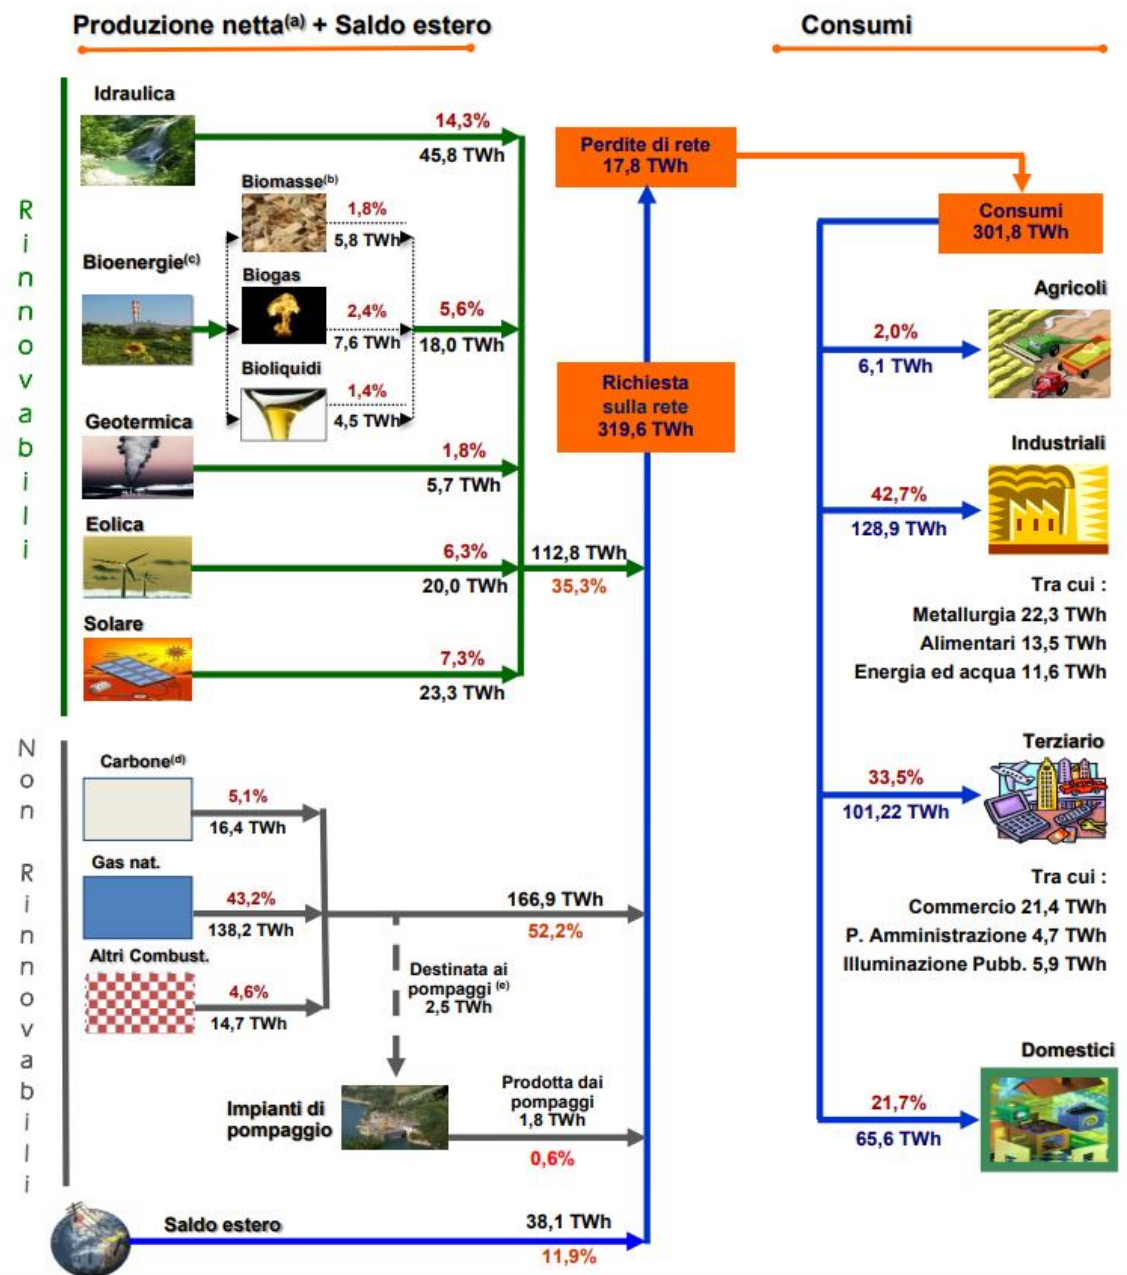 Produzione netta(a) + Saldo estero
Consumi
Rinnovabili
Idraulica
14,3%
45,8 TWh
Bioenergie(c)
Biomasse(b)
1,8%
5,8 TWh
Biogas
2,4%
7,6 TWh
Bioliquidi
1,4%
4,5 TWh
5,6%
18,0 TWh
Geotermica
1,8%
5,7 TWh
Eolica
6,3%
20,0 TWh
Solare
7,3%
23,3 TWh
112,8 TWh
35,3%
Non Rinnovabili
Carbone(d)
5,1%
16,4 TWh
Gas nat.
43,2%
138,2 TWh
Altri Combust.
4,6%
14,7 TWh
166,9 TWh
52,2%
Destinata ai
pompaggi (e)
2,5 TWh
Impianti di
pompaggio
Prodotta dai
pompaggi
1,8 TWh
0,6%
Saldo estero
38,1 TWh
11,9%
Perdite di rete
17,8 TWh
Richiesta
sulla rete
319,6 TWh
Consumi
301,8 TWh
Agricoli
2,0%
6,1 TWh
Industriali
42,7%
128,9 TWh
Tra cui :
Metallurgia 22,3 TWh
Alimentari 13,5 TWh
Energia ed acqua 11,6 TWh
Terziario
33,5%
101,22 TWh
Tra cui :
Commercio 21,4 TWh
P. Amministrazione 4,7 TWh
Illuminazione Pubb. 5,9 TWh
Domestici
21,7%
65,6 TWh